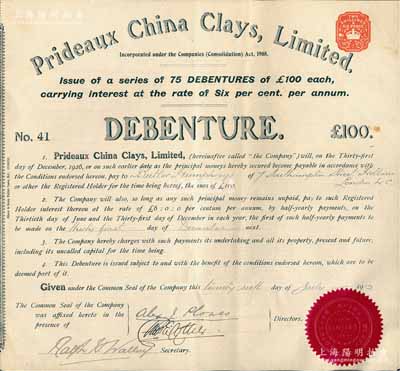 Prideaux China Clays, Limited.
Incorporated under the Companies (Consolidation) Act, 1908.
Issue of a series of 75 DEBENTURES of £100 each,
carrying interest at the rate of Six per cent. per annum.
No. 41 DEBENTURE. £100.
1. Prideaux China Clays, Limited, (hereinafter called "the Company") will, on the Thirty-first
day of December, 1926, or on such earlier date as the principal moneys hereby secured become payable in accordance with
the Conditions endorsed hereon, pay to 7 Southampton Street
London W.C.
or other the Registered Holder for the time being hereof, the sum of £100.
2. The Company will also, so long as any such principal money remains unpaid, pay to such Registered
Holder interest thereon at the rate of £6 per centum per annum, by half-yearly payments, on the
Thirtieth day of June and the Thirty-first day of December in each year, the first of such half-yearly payments to
be made on the thirty first day of December next.
3. The Company hereby charges with such payments its undertaking and all its property, present and future,
including its uncalled capital for the time being.
4. This Debenture is issued subject to and with the benefit of the conditions endorsed hereon, which are to be
deemed part of it.
Given under the Common Seal of the Company this day of July
The Common Seal of the Company
was affixed hereto in the
presence of
Directors.
Secretary.
上海陽明拍賣